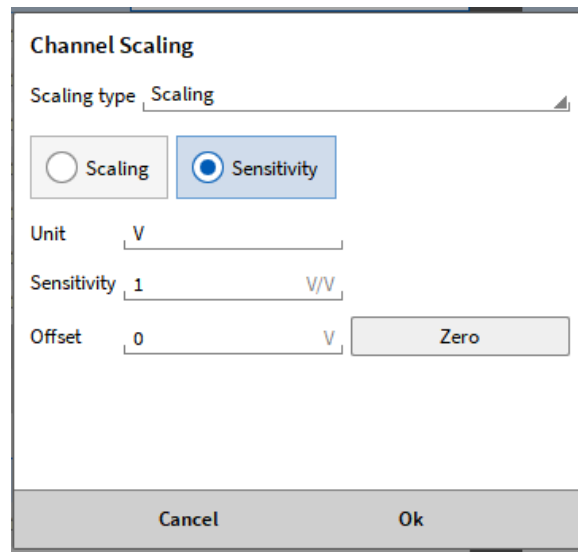 Channel Scaling
Scaling type Scaling
Scaling Sensitivity
Unit V
Sensitivity 1 V/V
Offset 0 V Zero
Cancel Ok